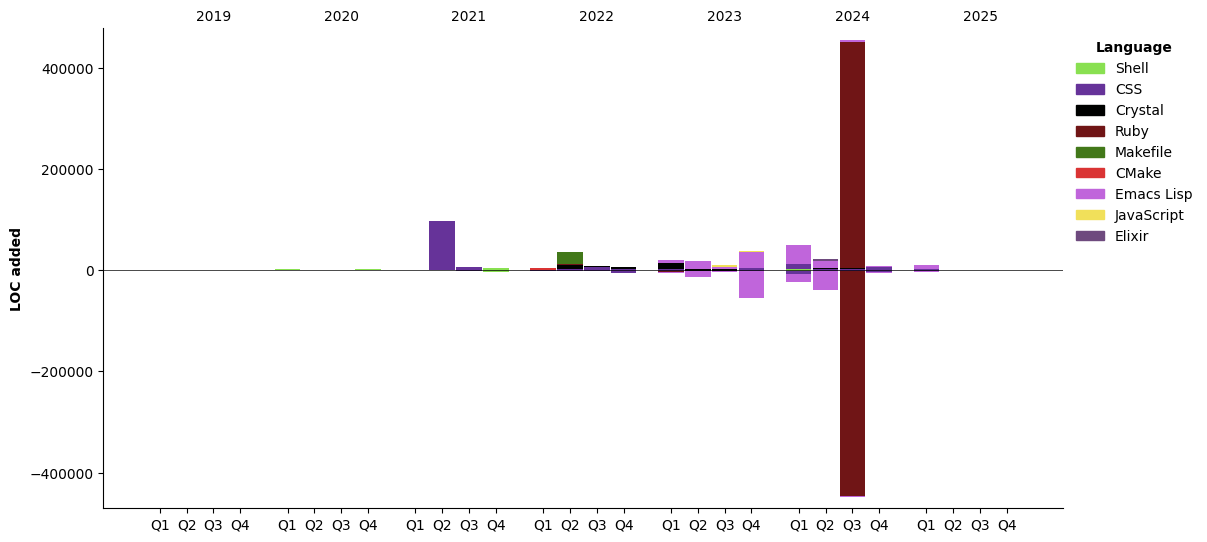 2019 2020 2021 2022 2023 2024 2025
LOC added
400000
200000
0
−200000
−400000
Q1 Q2 Q3 Q4 Q1 Q2 Q3 Q4 Q1 Q2 Q3 Q4 Q1 Q2 Q3 Q4 Q1 Q2 Q3 Q4 Q1 Q2 Q3 Q4 Q1 Q2 Q3 Q4
Language
Shell
CSS
Crystal
Ruby
Makefile
CMake
Emacs Lisp
JavaScript
Elixir